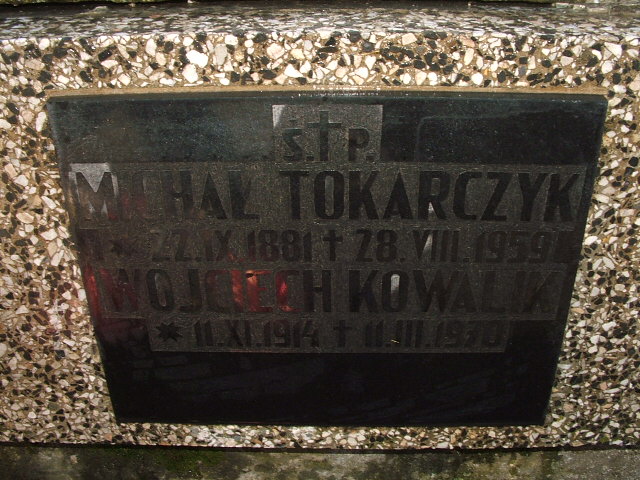 Ś.†P.
MICHAŁ TOKARCZYK
* 22.IX.1881 † 28.VIII.1959
WOJCIECH KOWALIK
* 11.XI.1914 † 11.III.1970